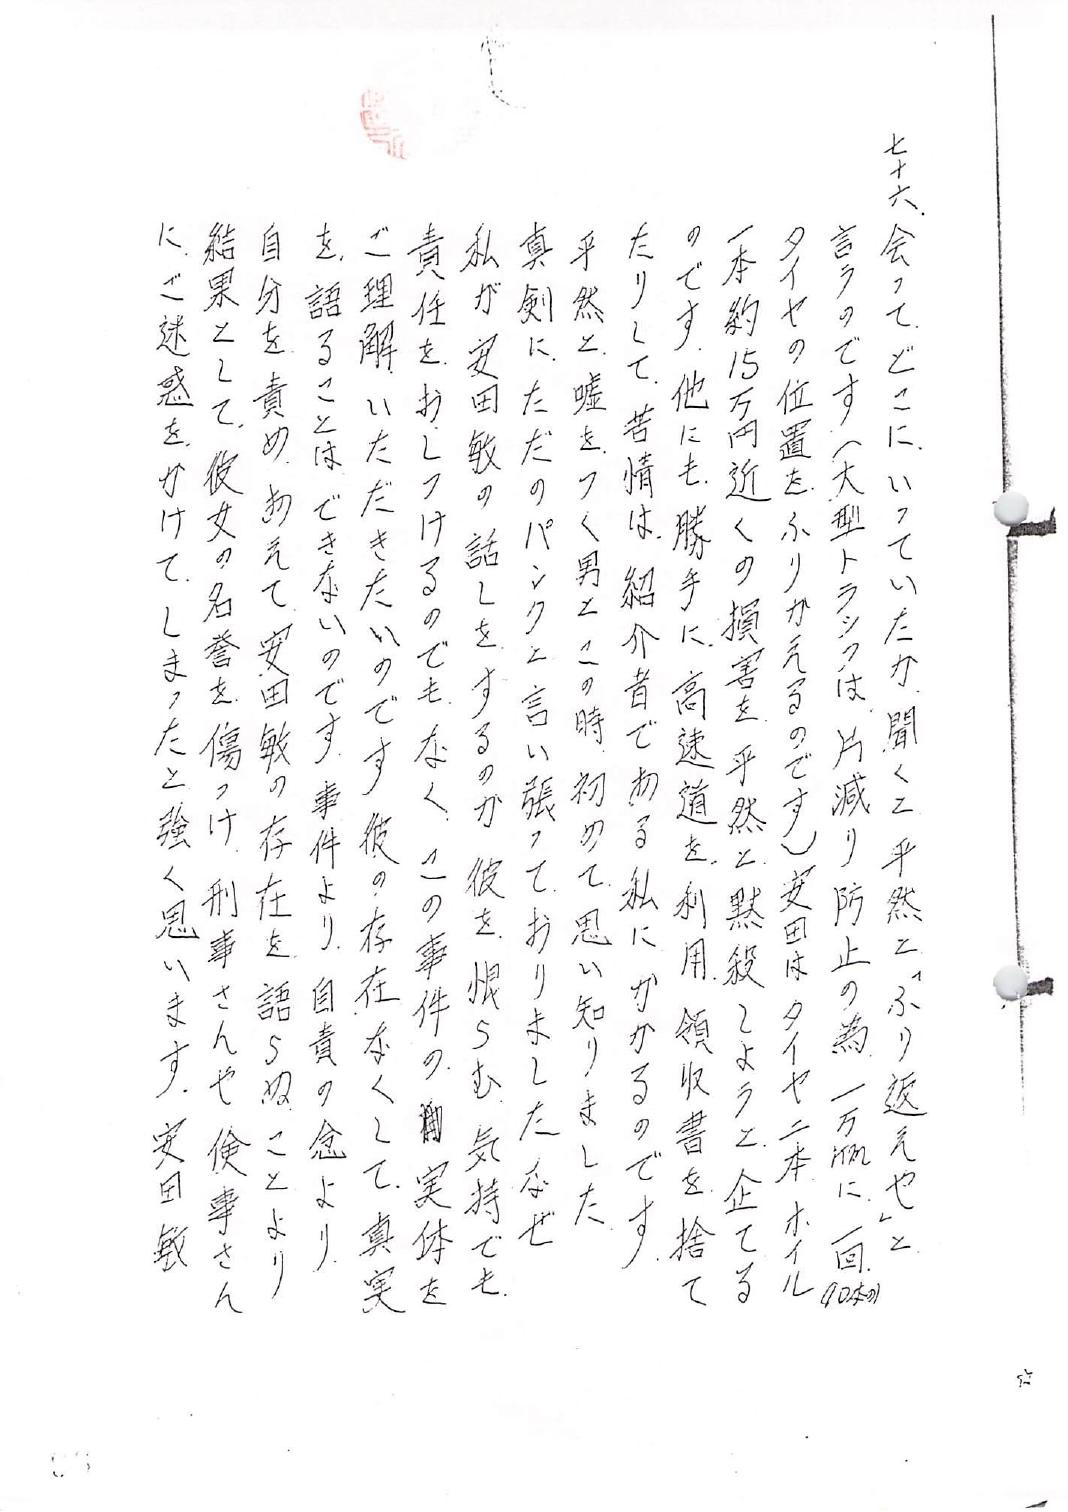 七十六、会って、どこに、いっていたか、聞くと平然と「ふり返えや」と
言うのです、(大型トラックは、片減り防止の為、一万㎞に、一回、(10本の)
タイヤの位置を、ふりかえるのです)安田はタイヤ二本ホイル
一本約15万円近くの損害を、平然と、黙殺しようと、企てる
のです、他にも、勝手に、高速道を、利用、領収書を、捨て
たりして、苦情は、紹介者である私にかかるのです、
平然と、嘘を、つく男とこの時、初めて、思い知りました
真剣に、ただのパンクと言い張って、おりましたなぜ
私が安田敏の話しをするのか彼を、恨らむ、気持でも、
責任を、おしつけるのでもなく、この事件の、実体を
ご理解、いただきたいのです彼の存在なくして、真実
を、語ることは、できないのです、事件より、自責の念より、
自分を、責め、あえて、安田敏の存在を語らぬことより
結果として、彼女の名誉を、傷つけ、刑事さんや倹事さん
に、ご迷惑を、かけて、しまったと強く思います、安田敏